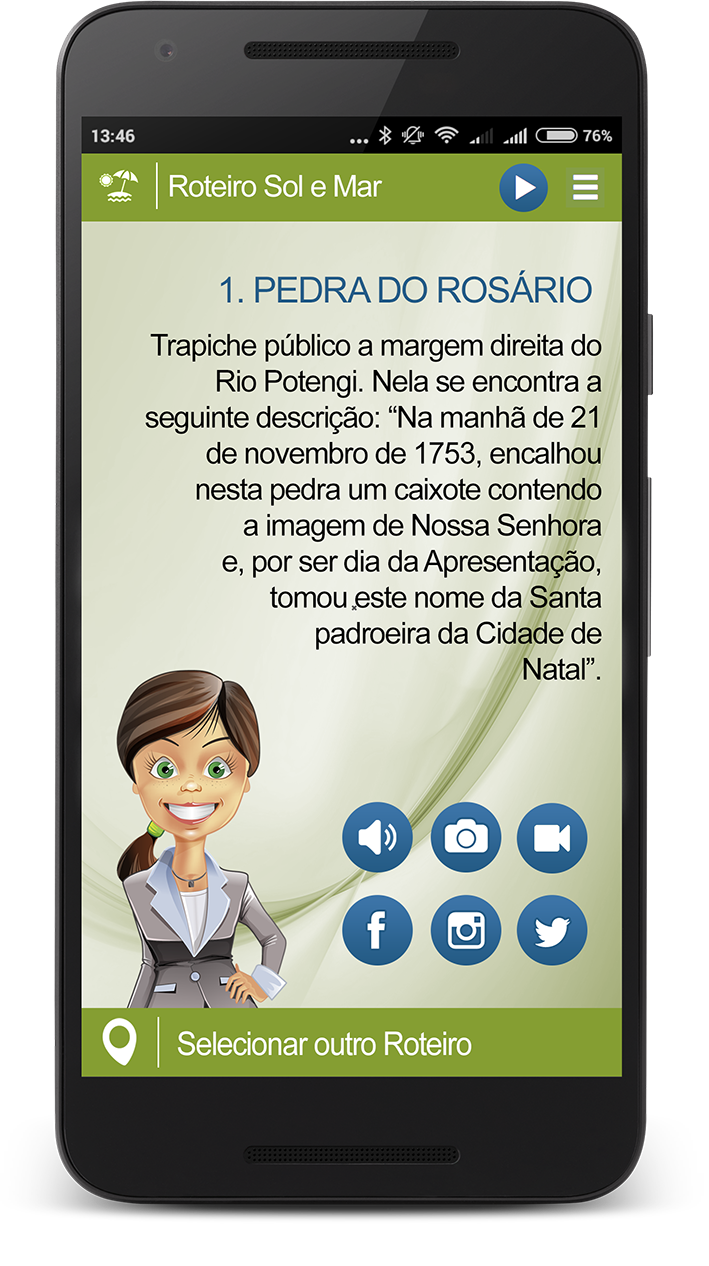 13:46
76%
Roteiro Sol e Mar
1. PEDRA DO ROSÁRIO
Trapiche público a margem direita do
Rio Potengi. Nela se encontra a
seguinte descrição: “Na manhã de 21
de novembro de 1753, encalhou
nesta pedra um caixote contendo
a imagem de Nossa Senhora
e, por ser dia da Apresentação,
tomou este nome da Santa
padroeira da Cidade de
Natal”.
Selecionar outro Roteiro